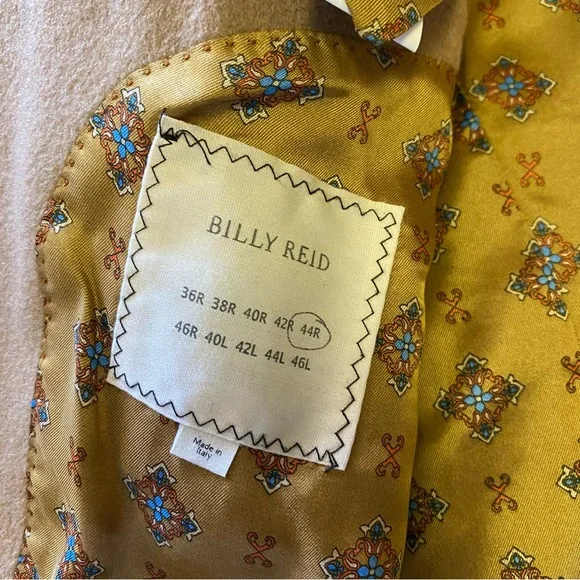 BILLY REID
36R 38R 40R 42R 44R
46R 40L 42L 44L 46L
Made in
Italy